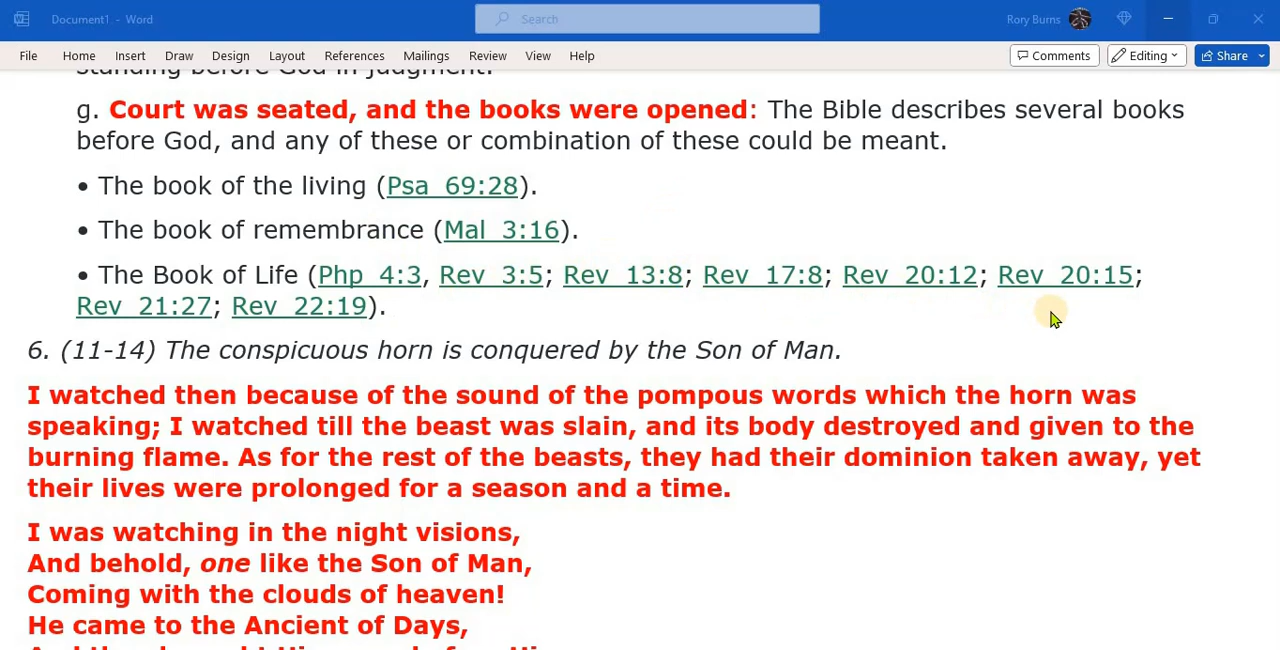 Document1 - Word
Search
Rory Burns
File Home Insert Draw Design Layout References Mailings Review View Help
Comments Editing Share
standing before God in judgment.
g. Court was seated, and the books were opened: The Bible describes several books
before God, and any of these or combination of these could be meant.
• The book of the living (Psa 69:28).
• The book of remembrance (Mal 3:16).
• The Book of Life (Php 4:3, Rev 3:5; Rev 13:8; Rev 17:8; Rev 20:12; Rev 20:15;
Rev 21:27; Rev 22:19).
6. (11-14) The conspicuous horn is conquered by the Son of Man.
I watched then because of the sound of the pompous words which the horn was
speaking; I watched till the beast was slain, and its body destroyed and given to the
burning flame. As for the rest of the beasts, they had their dominion taken away, yet
their lives were prolonged for a season and a time.
I was watching in the night visions,
And behold, one like the Son of Man,
Coming with the clouds of heaven!
He came to the Ancient of Days,